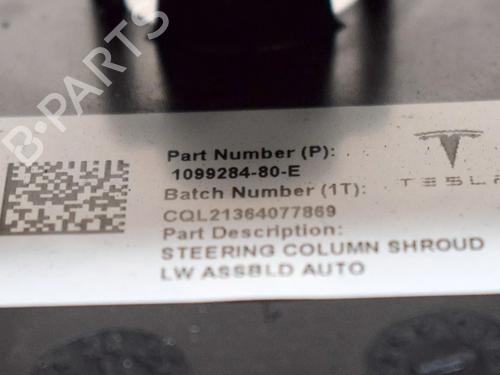 B-PARTS
Part Number (P):
1099284-80-E
Batch Number (1T):
CQL21364077869
Part Description:
STEERING COLUMN SHROUD
LW ASSBLD AUTO
TESLA